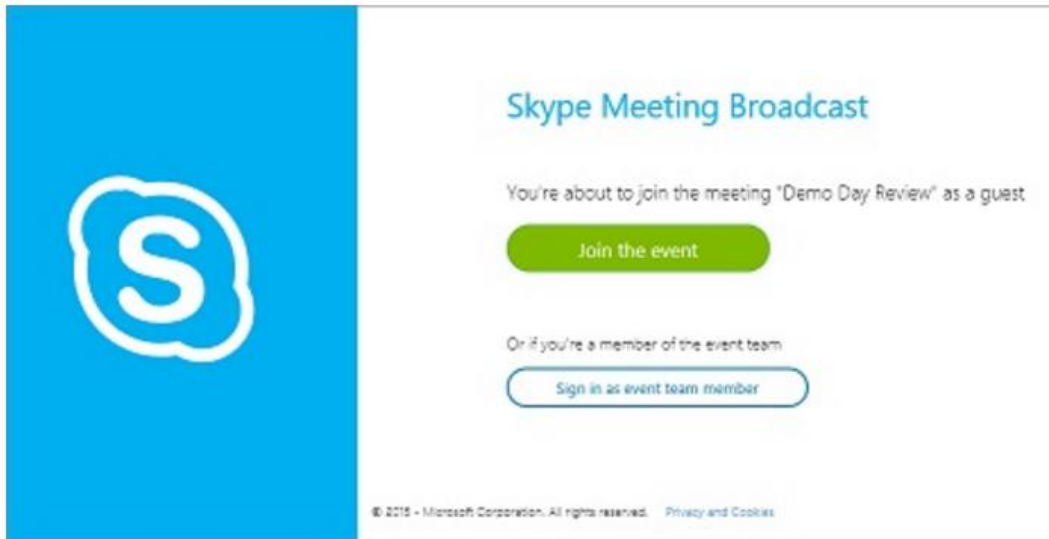 Skype Meeting Broadcast
You're about to join the meeting "Demo Day Review" as a guest
Join the event
Or if you're a member of the event team
Sign in as event team member
© 2015 - Microsoft Corporation. All rights reserved. Privacy and Cookies
S